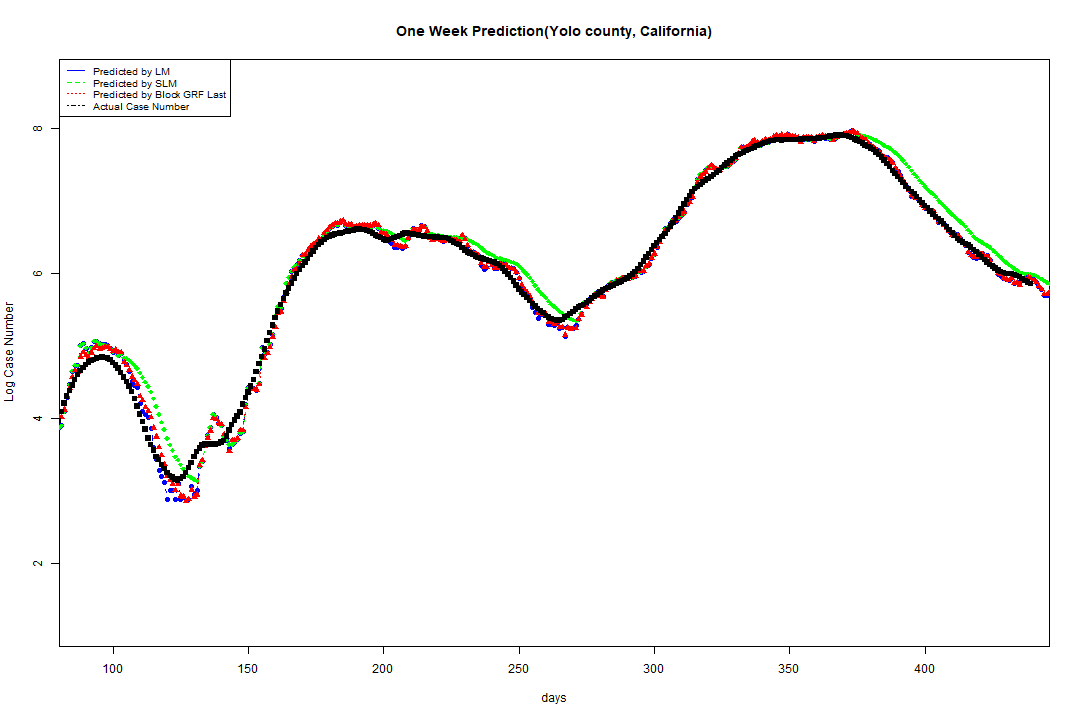 One Week Prediction(Yolo county, California)
Predicted by LM
Predicted by SLM
Predicted by Block GRF Last
Actual Case Number
Log Case Number
8
6
4
2
100 150 200 250 300 350 400
days